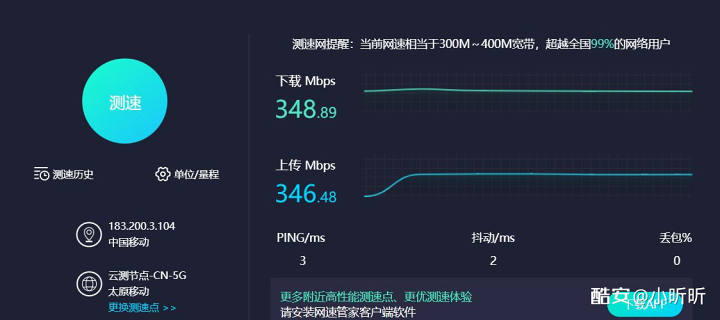 测速网提醒：当前网速相当于300M～400M宽带，超越全国99%的网络用户
测速
测速历史
单位/量程
183.200.3.104
中国移动
云测节点-CN-5G
太原移动
更换测速点 >>
下载 Mbps
348.89
上传 Mbps
346.48
PING/ms
抖动/ms
丢包%
3
2
0
更多附近高性能测速点、更优测速体验
请安装网速管家客户端软件
下载APP
酷安@小昕昕